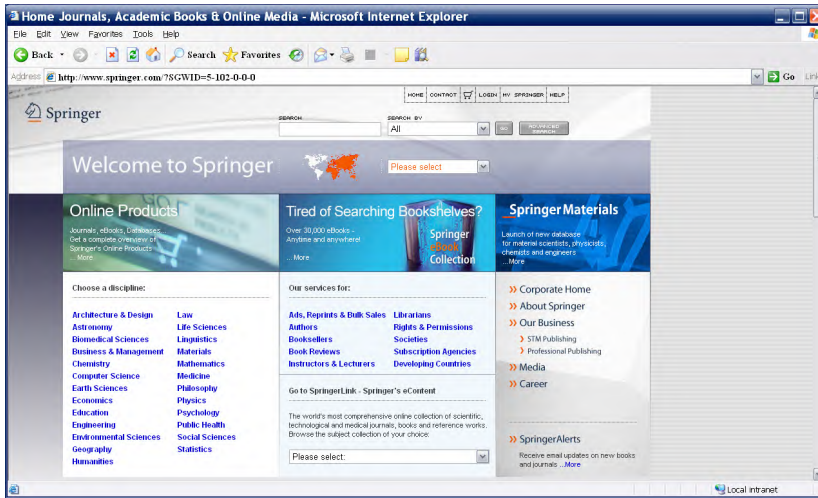 Home Journals, Academic Books & Online Media - Microsoft Internet Explorer
File Edit View Favorites Tools Help
Back Search Favorites
Address http://www.springer.com/?SGWID=5-102-0-0-0 Go Link
HOME CONTACT LOGIN MY SPRINGER HELP
Springer
SEARCH SEARCH BY
All GO ADVANCED SEARCH
Welcome to Springer Please select
Online Products
Journals, eBooks, Databases...
Get a complete overview of
Springer's Online Products
... More
Tired of Searching Bookshelves?
Over 30,000 eBooks -
Anytime and anywhere!
... More
Springer
eBook
Collection
SpringerMaterials
Launch of new database
for material scientists, physicists,
chemists and engineers
...More
Choose a discipline:
Architecture & Design
Astronomy
Biomedical Sciences
Business & Management
Chemistry
Computer Science
Earth Sciences
Economics
Education
Engineering
Environmental Sciences
Geography
Humanities
Law
Life Sciences
Linguistics
Materials
Mathematics
Medicine
Philosophy
Physics
Psychology
Public Health
Social Sciences
Statistics
Our services for:
Ads, Reprints & Bulk Sales
Authors
Booksellers
Book Reviews
Instructors & Lecturers
Librarians
Rights & Permissions
Societies
Subscription Agencies
Developing Countries
Go to SpringerLink - Springer's eContent
The world's most comprehensive online collection of scientific,
technological and medical journals, books and reference works.
Browse the subject collection of your choice:
Please select:
Corporate Home
About Springer
Our Business
STM Publishing
Professional Publishing
Media
Career
SpringerAlerts
Receive email updates on new books
and journals ...More
Local intranet